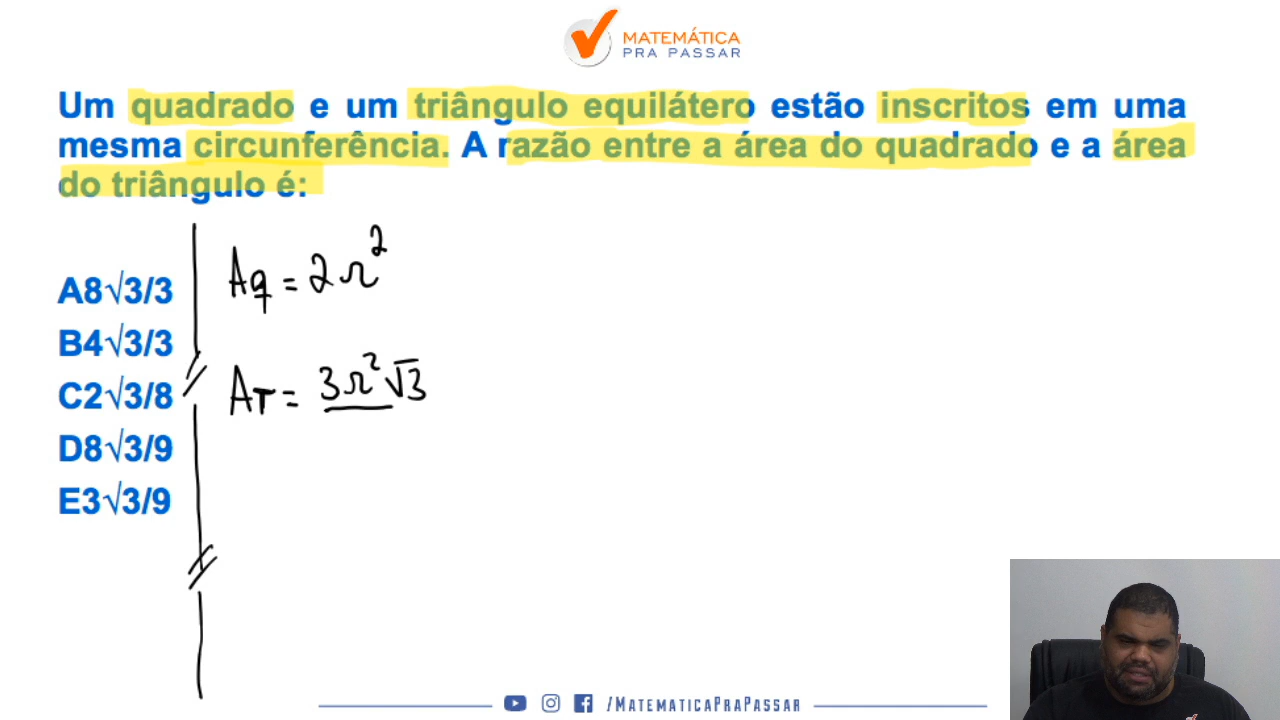 MATEMÁTICA
PRA PASSAR
Um quadrado e um triângulo equilátero estão inscritos em uma
mesma circunferência. A razão entre a área do quadrado e a área
do triângulo é:
A8√3/3
B4√3/3
C2√3/8
D8√3/9
E3√3/9
Aq = 2r²
AT = 3r²√3
/MATEMATICAPRAPASSAR